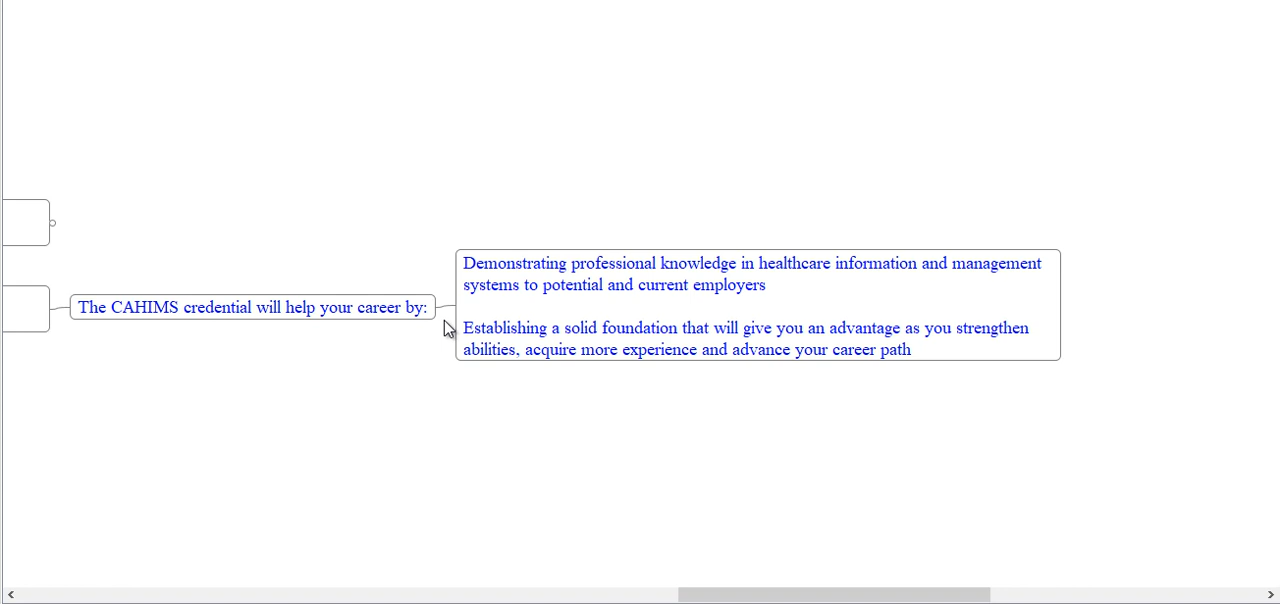 The CAHIMS credential will help your career by:
Demonstrating professional knowledge in healthcare information and management
systems to potential and current employers
Establishing a solid foundation that will give you an advantage as you strengthen
abilities, acquire more experience and advance your career path